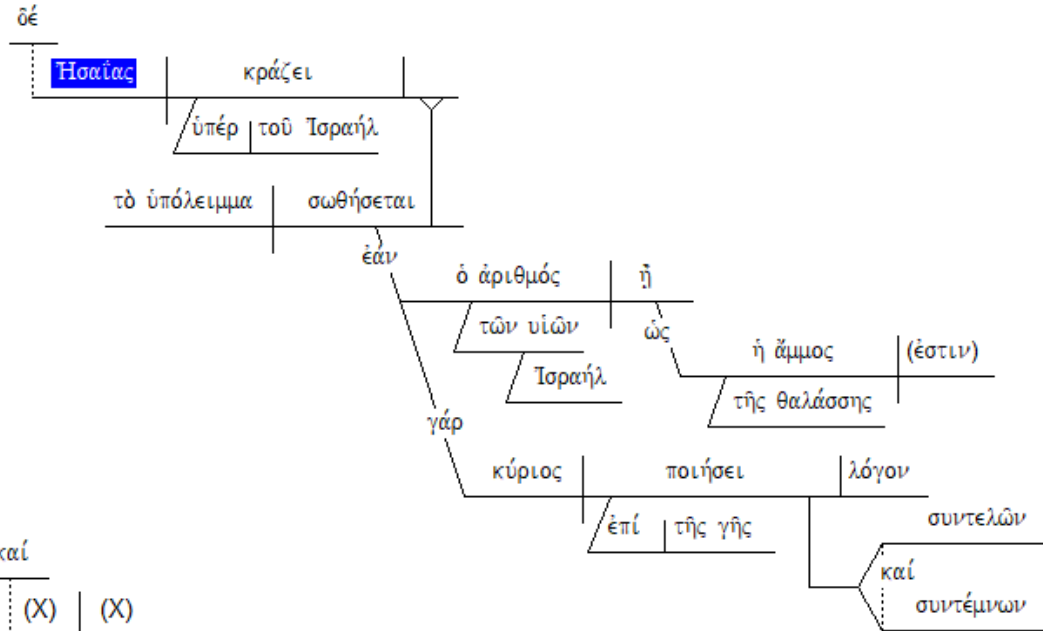 δέ
Ἠσαΐας κράζει
ὑπέρ τοῦ Ἰσραήλ
τὸ ὑπόλειμμα σωθήσεται
ἐάν
ὁ ἀριθμός ᾖ
τῶν υἱῶν ὡς
ἡ ἄμμος (ἐστιν)
Ἰσραήλ
τῆς θαλάσσης
γάρ
κύριος ποιήσει λόγον
ἐπί τῆς γῆς
συντελῶν
καί
καί
συντέμνων
(X) (X)